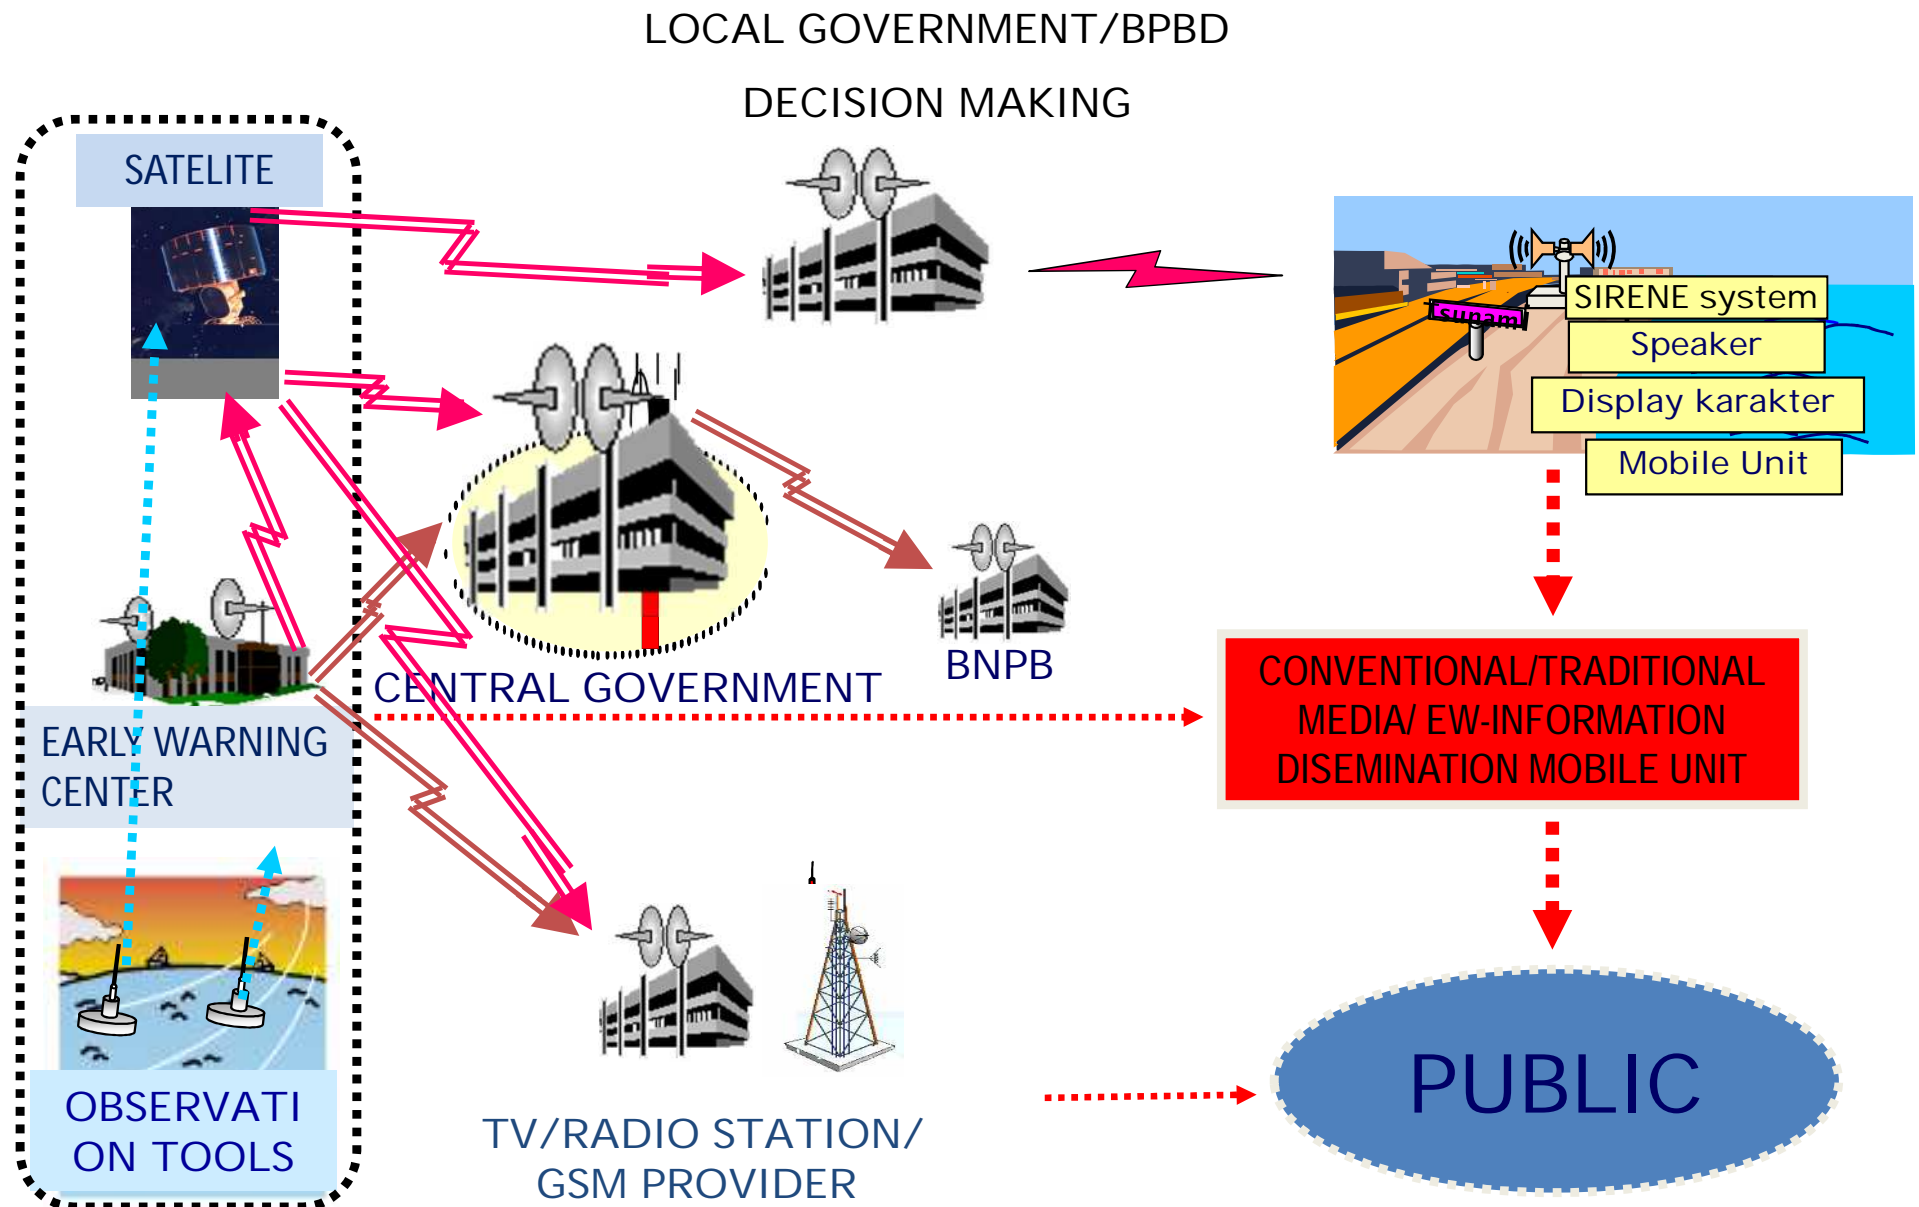 LOCAL GOVERNMENT/BPBD
DECISION MAKING
SATELITE
SIRENE system
Tsunami
Speaker
Display karakter
Mobile Unit
BNPB
CENTRAL GOVERNMENT
CONVENTIONAL/TRADITIONAL
MEDIA/ EW-INFORMATION
DISEMINATION MOBILE UNIT
EARLY WARNING
CENTER
OBSERVATI
ON TOOLS
TV/RADIO STATION/
GSM PROVIDER
PUBLIC